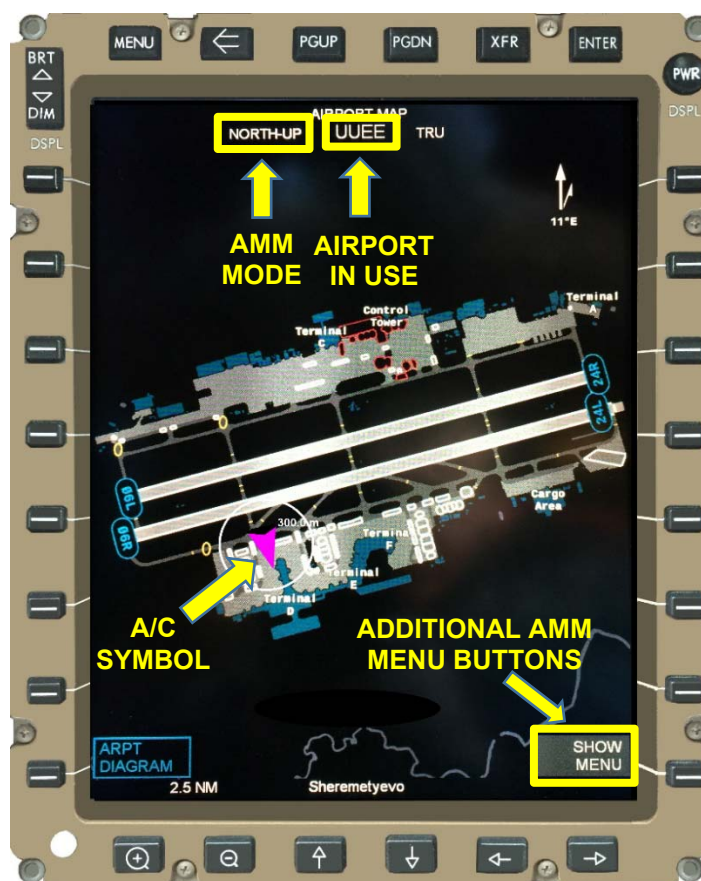 MENU
PGUP
PGDN
XFR
ENTER
BRT
DIM
DSPL
PWR
DSPL
AIRPORT MAP
NORTH-UP UUEE TRU
AMM
MODE
AIRPORT
IN USE
11°E
Control
Tower
Terminal
C
Terminal
A
24R
24L
06L
06R
300.0 m
Cargo
Area
Terminal
F
Terminal
E
Terminal
D
A/C
SYMBOL
ADDITIONAL AMM
MENU BUTTONS
ARPT
DIAGRAM
SHOW
MENU
2.5 NM
Sheremetyevo